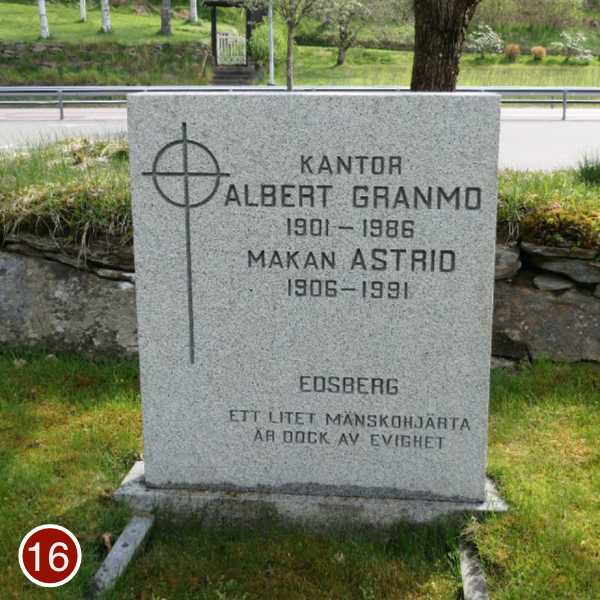 KANTOR
ALBERT GRANMO
1901 – 1986
MAKAN ASTRID
1906 – 1991
EDSBERG
ETT LITET MÄNSKOHJÄRTA
ÄR DOCK AV EVIGHET
16